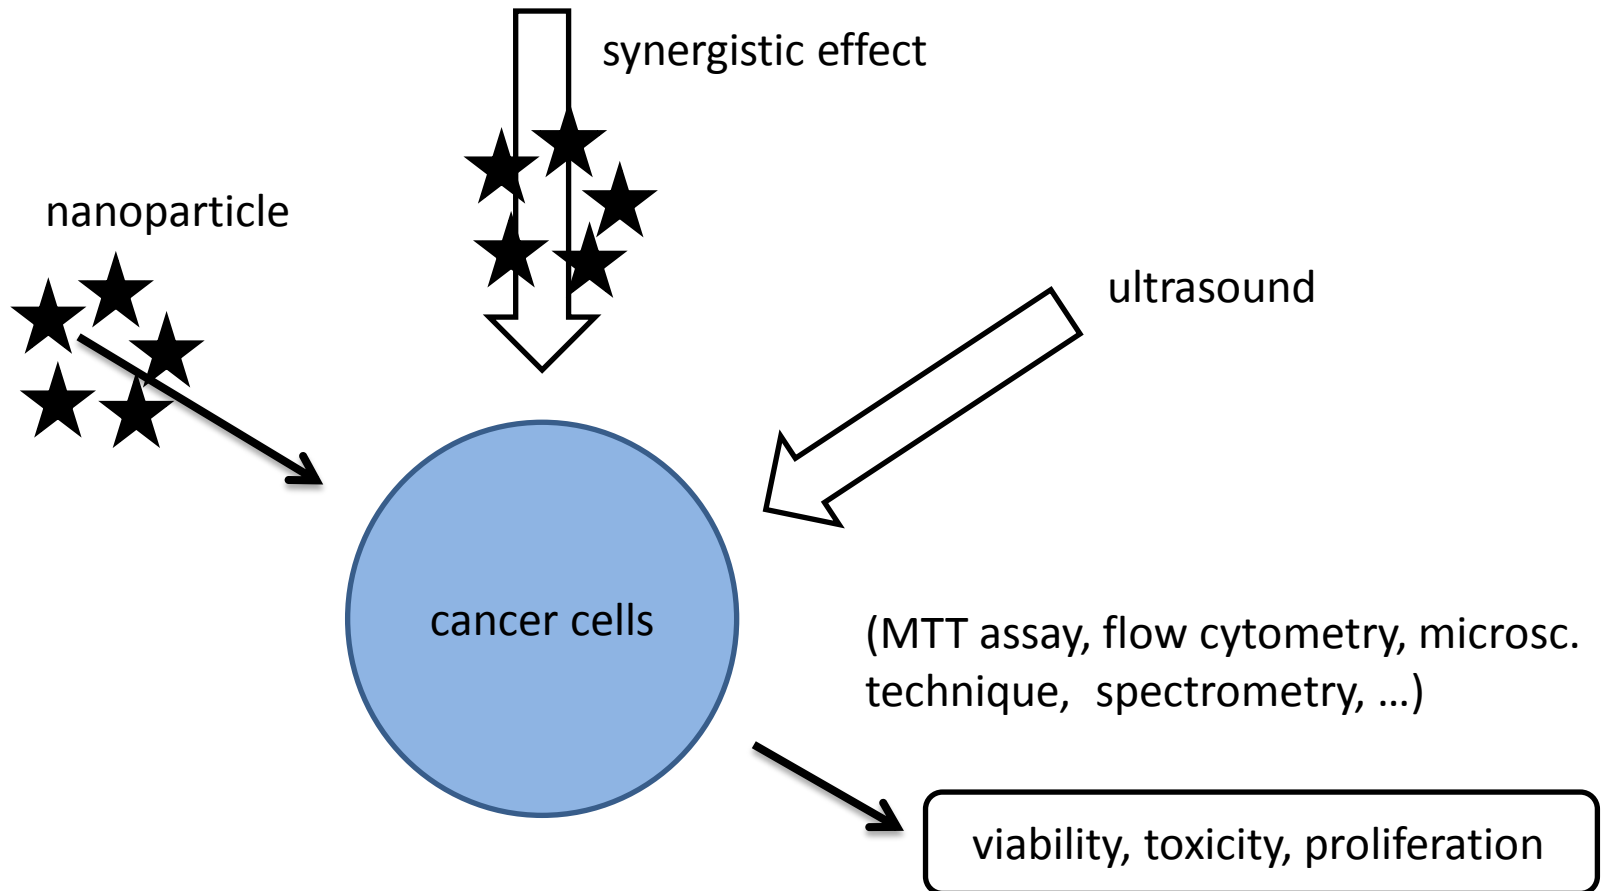 synergistic effect
nanoparticle
ultrasound
cancer cells
(MTT assay, flow cytometry, microsc.
technique,  spectrometry, ...)
viability, toxicity, proliferation